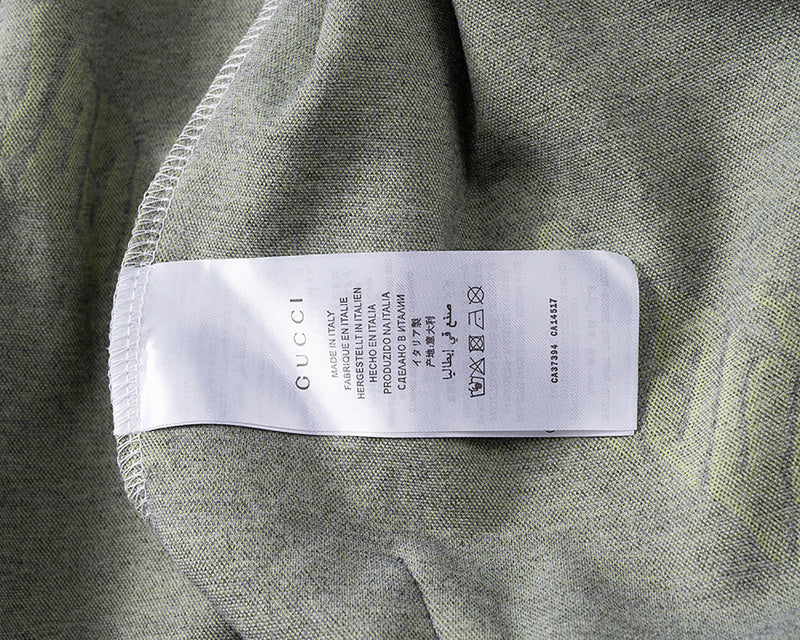 GUCCI
MADE IN ITALY
FABRIQUE EN ITALIE
HERGESTELLT IN ITALIEN
HECHO EN ITALIA
PRODUZIDO NA ITALIA
СДЕЛАНО В ИТАЛИИ
イタリア製
产地:意大利
صنع في إيطاليا
CA37394 CA14517